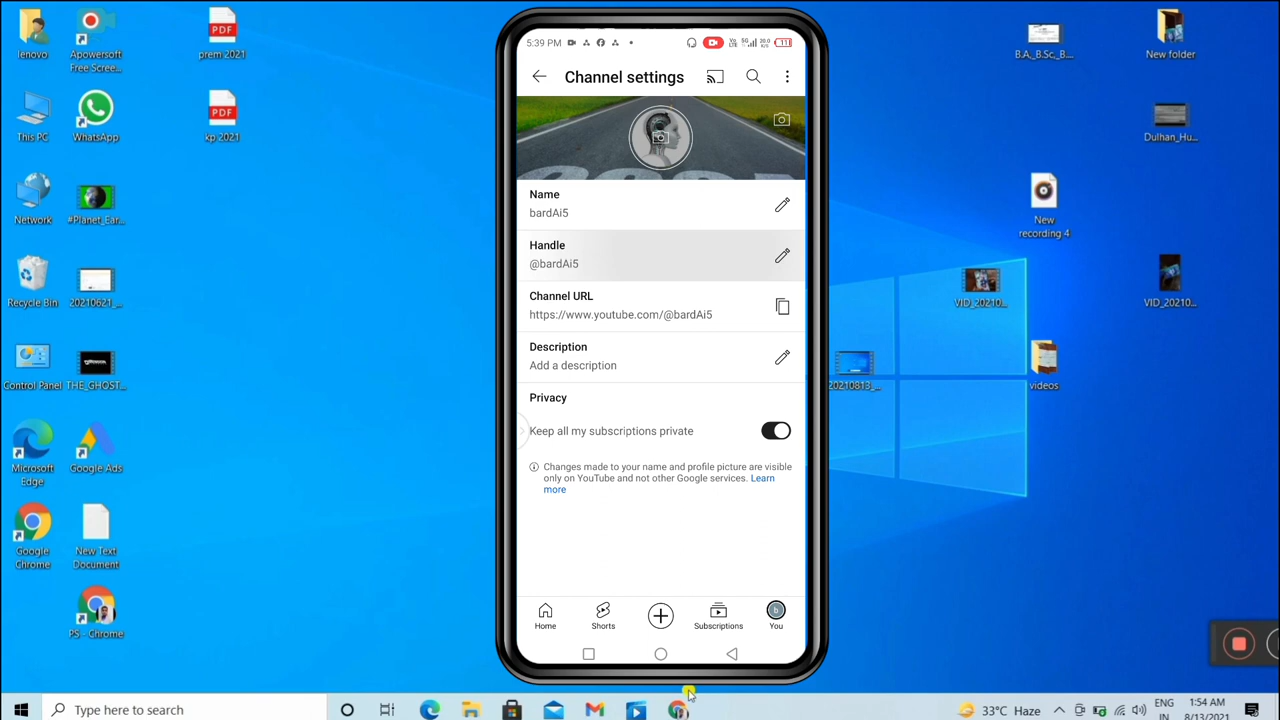 lenovo
Apowersoft
Free Scree...
prem 2021
This PC
WhatsApp
kp 2021
Network
#Planet_Ear...
Recycle Bin
20210621_...
Control Panel
THE_GHOST...
Microsoft
Edge
Google Ads
Google
Chrome
New Text
Document
PS - Chrome
5:39 PM
11
Channel settings
Name
bardAi5
Handle
@bardAi5
Channel URL
https://www.youtube.com/@bardAi5
Description
Add a description
Privacy
Keep all my subscriptions private
Changes made to your name and profile picture are visible
only on YouTube and not other Google services. Learn
more
Home
Shorts
Subscriptions
b
You
B.A,_B.Sc,_B....
New folder
Dulhan_Hu...
New
recording 4
VID_20210...
VID_20210...
20210813_...
videos
Type here to search
33°C Haze
ENG
IN
1:54 AM
8/13/2021